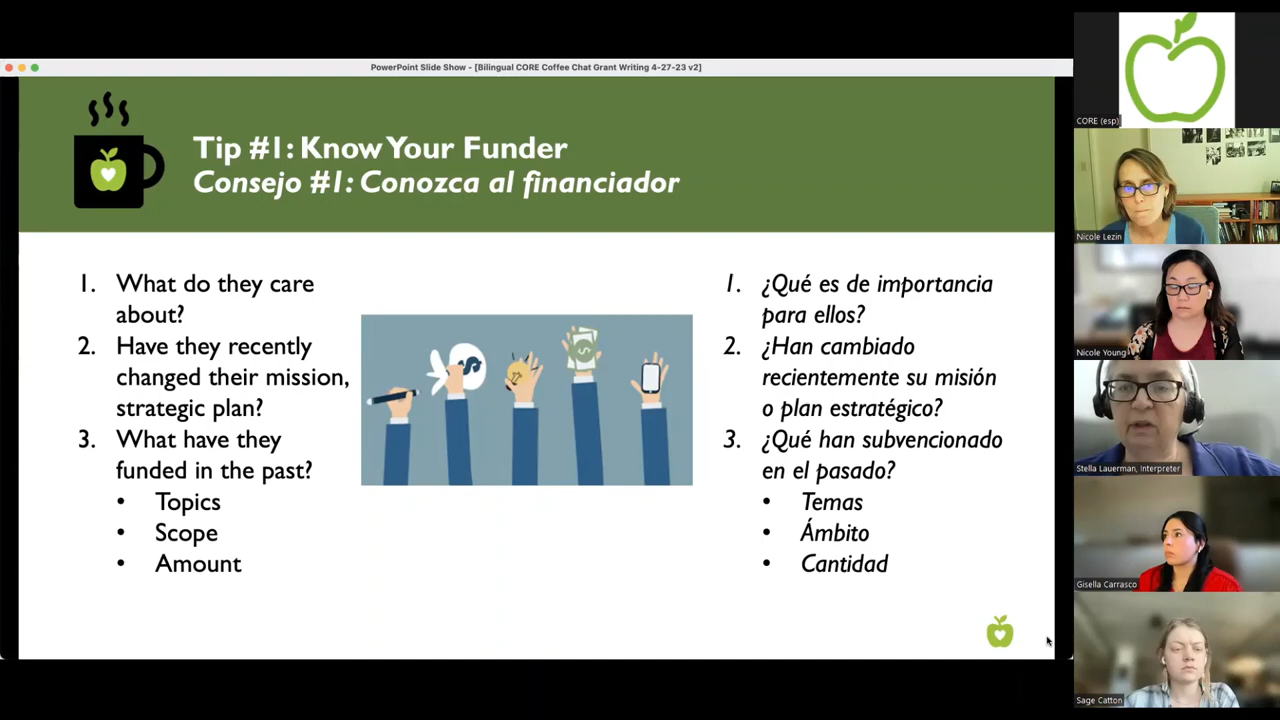 PowerPoint Slide Show - [Bilingual CORE Coffee Chat Grant Writing 4-27-23 v2]
Tip #1: Know Your Funder
Consejo #1: Conozca al financiador
1. What do they care
about?
2. Have they recently
changed their mission,
strategic plan?
3. What have they
funded in the past?
• Topics
• Scope
• Amount
1. ¿Qué es de importancia
para ellos?
2. ¿Han cambiado
recientemente su misión
o plan estratégico?
3. ¿Qué han subvencionado
en el pasado?
• Temas
• Ámbito
• Cantidad
$
$
CORE (esp)
Nicole Lezin
Nicole Young
Stella Lauerman, Interpreter
Gisella Carrasco
Sage Catton